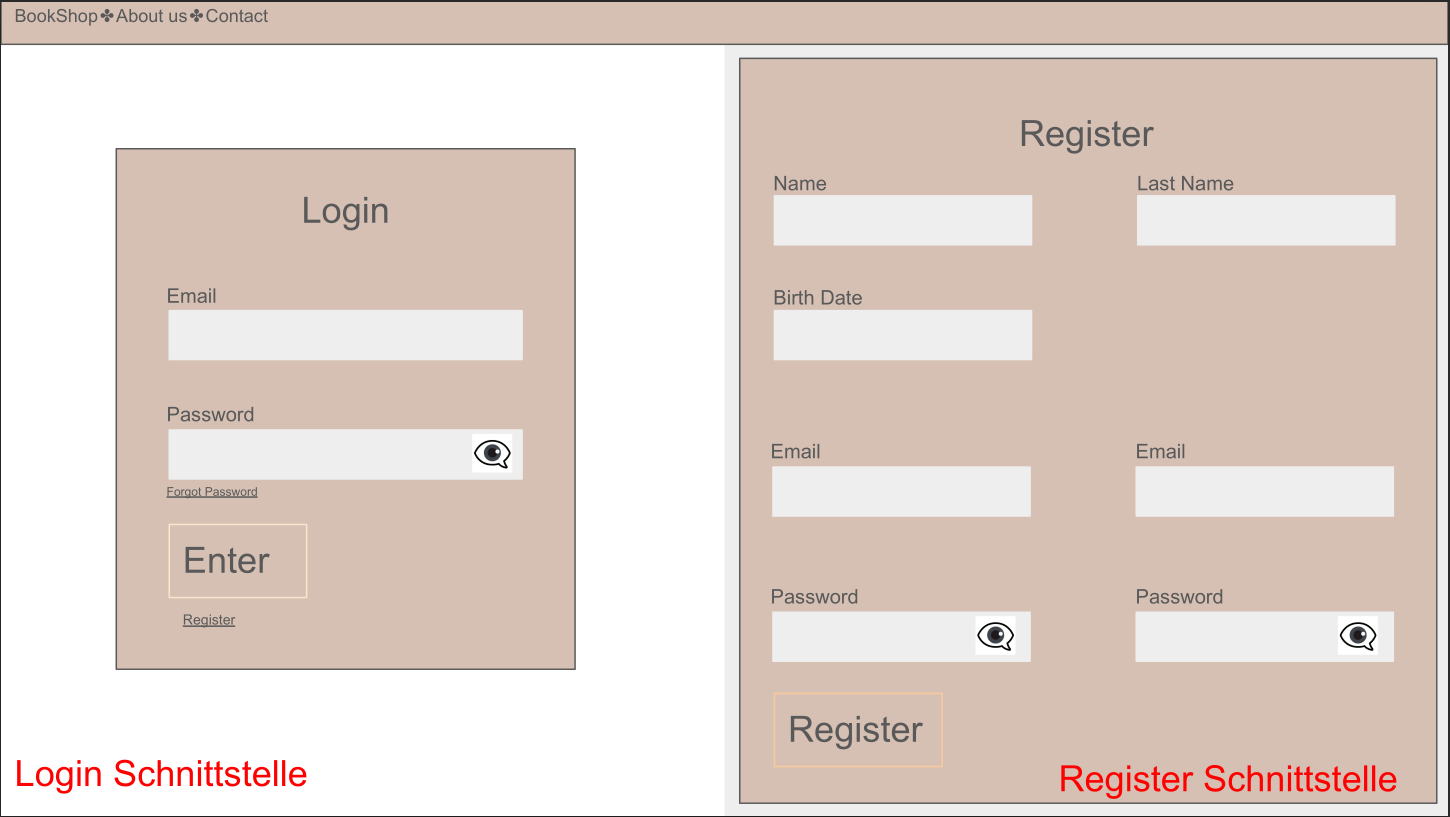 BookShop✤About us✤Contact
Login
Email
Password
Forgot Password
Enter
Register
Login Schnittstelle
Register
Name
Last Name
Birth Date
Email
Email
Password
Password
Register
Register Schnittstelle